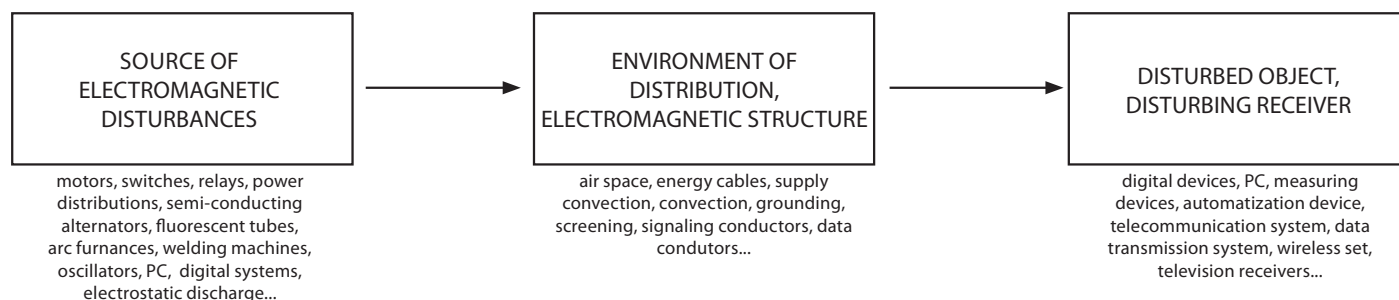 SOURCE OF
ELECTROMAGNETIC
DISTURBANCES
motors, switches, relays, power
distributions, semi-conducting
alternators, fluorescent tubes,
arc furnances, welding machines,
oscillators, PC, digital systems,
electrostatic discharge...
ENVIRONMENT OF
DISTRIBUTION,
ELECTROMAGNETIC STRUCTURE
air space, energy cables, supply
convection, convection, grounding,
screening, signaling conductors, data
condutors...
DISTURBED OBJECT,
DISTURBING RECEIVER
digital devices, PC, measuring
devices, automatization device,
telecommunication system, data
transmission system, wireless set,
television receivers...